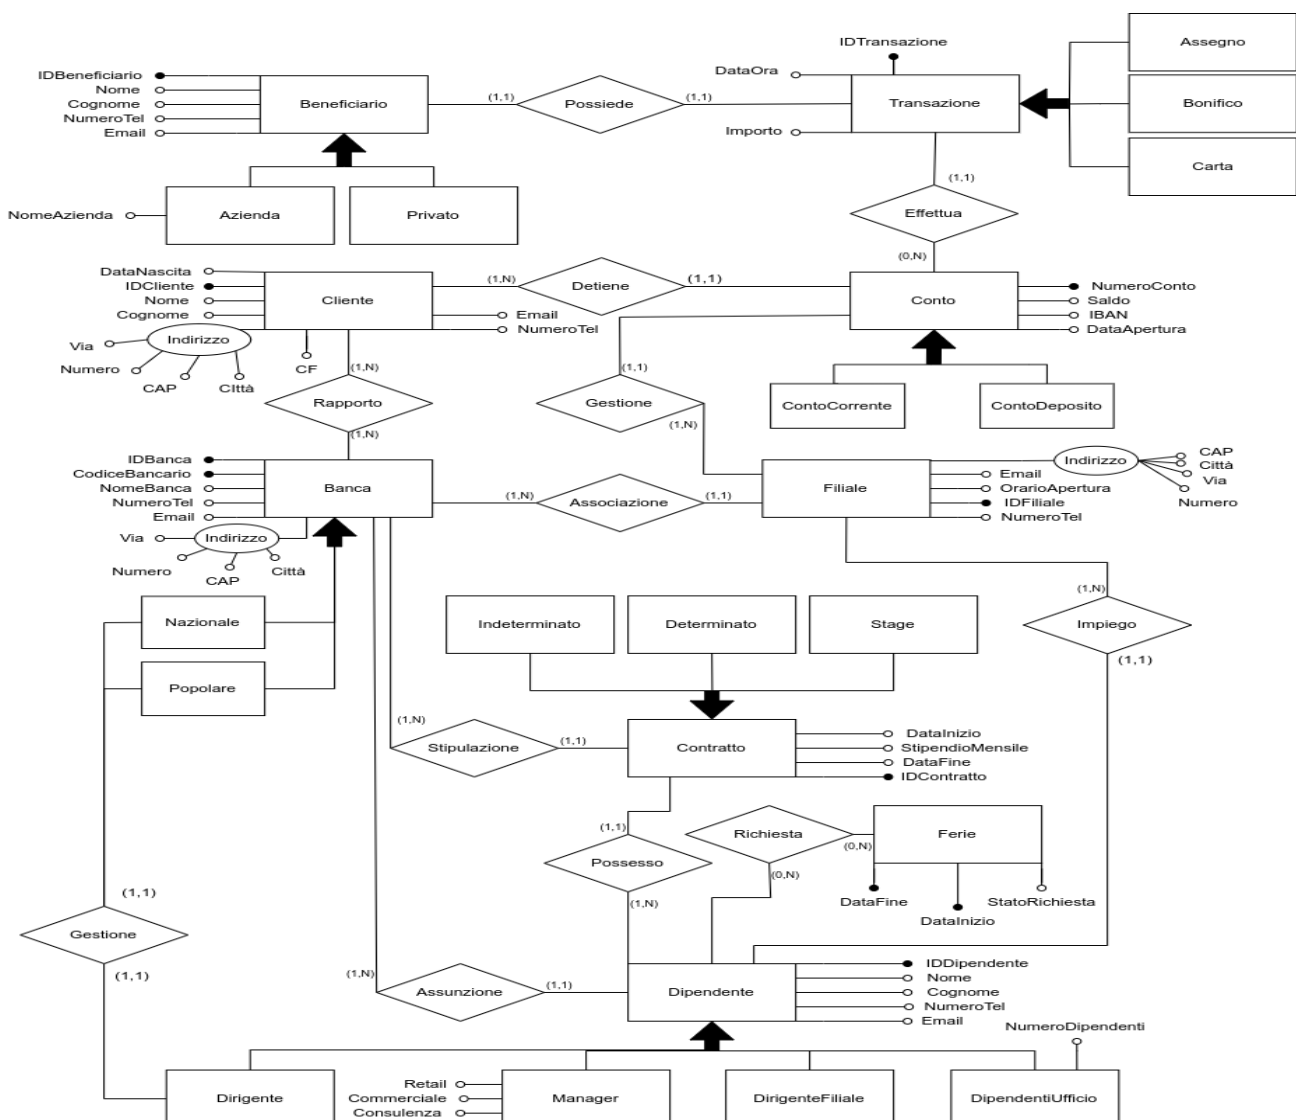 IDTransazione
Assegno
DataOra
IDBeneficiario
Nome
Cognome
NumeroTel
Email
Beneficiario
(1,1)
Possiede
(1,1)
Transazione
Bonifico
Importo
Carta
(1,1)
NomeAzienda
Azienda
Privato
Effettua
(0,N)
DataNascita
IDCliente
Nome
Cognome
Cliente
(1,N)
Detiene
(1,1)
Conto
NumeroConto
Saldo
IBAN
DataApertura
Email
NumeroTel
Indirizzo
Via
Numero
CAP
CIttà
CF
(1,N)
Rapporto
(1,N)
(1,1)
Gestione
(1,N)
ContoCorrente
ContoDeposito
IDBanca
CodiceBancario
NomeBanca
NumeroTel
Email
Banca
(1,N)
Associazione
(1,1)
Filiale
Indirizzo
CAP
Città
Via
Numero
Email
OrarioApertura
IDFiliale
NumeroTel
Via
Indirizzo
Numero
CAP
Città
(1,N)
Impiego
(1,1)
Nazionale
Popolare
Indeterminato
Determinato
Stage
(1,N)
Stipulazione
(1,1)
Contratto
DataInizio
StipendioMensile
DataFine
IDContratto
(1,1)
Possesso
(1,N)
Richiesta
(0,N)
(0,N)
Ferie
DataFine
DataInizio
StatoRichiesta
(1,1)
Gestione
(1,1)
(1,N)
Assunzione
(1,1)
Dipendente
IDDipendente
Nome
Cognome
NumeroTel
Email
NumeroDipendenti
Dirigente
Retail
Commerciale
Consulenza
Manager
DirigenteFiliale
DipendentiUfficio